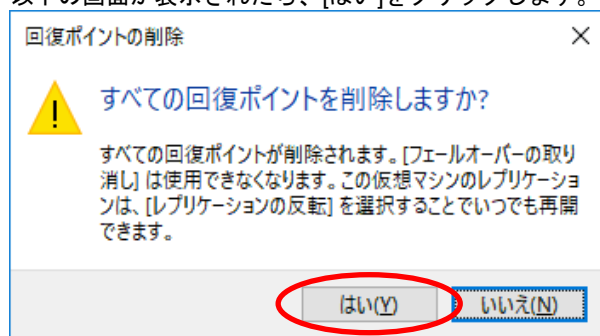 以下の画面が表示されたら、[はい]をクリックします。
回復ポイントの削除
すべての回復ポイントを削除しますか?
すべての回復ポイントが削除されます。[フェールオーバーの取り
消し] は使用できなくなります。この仮想マシンのレプリケーショ
ンは、[レプリケーションの反転] を選択することでいつでも再開
できます。
はい(Y) いいえ(N)